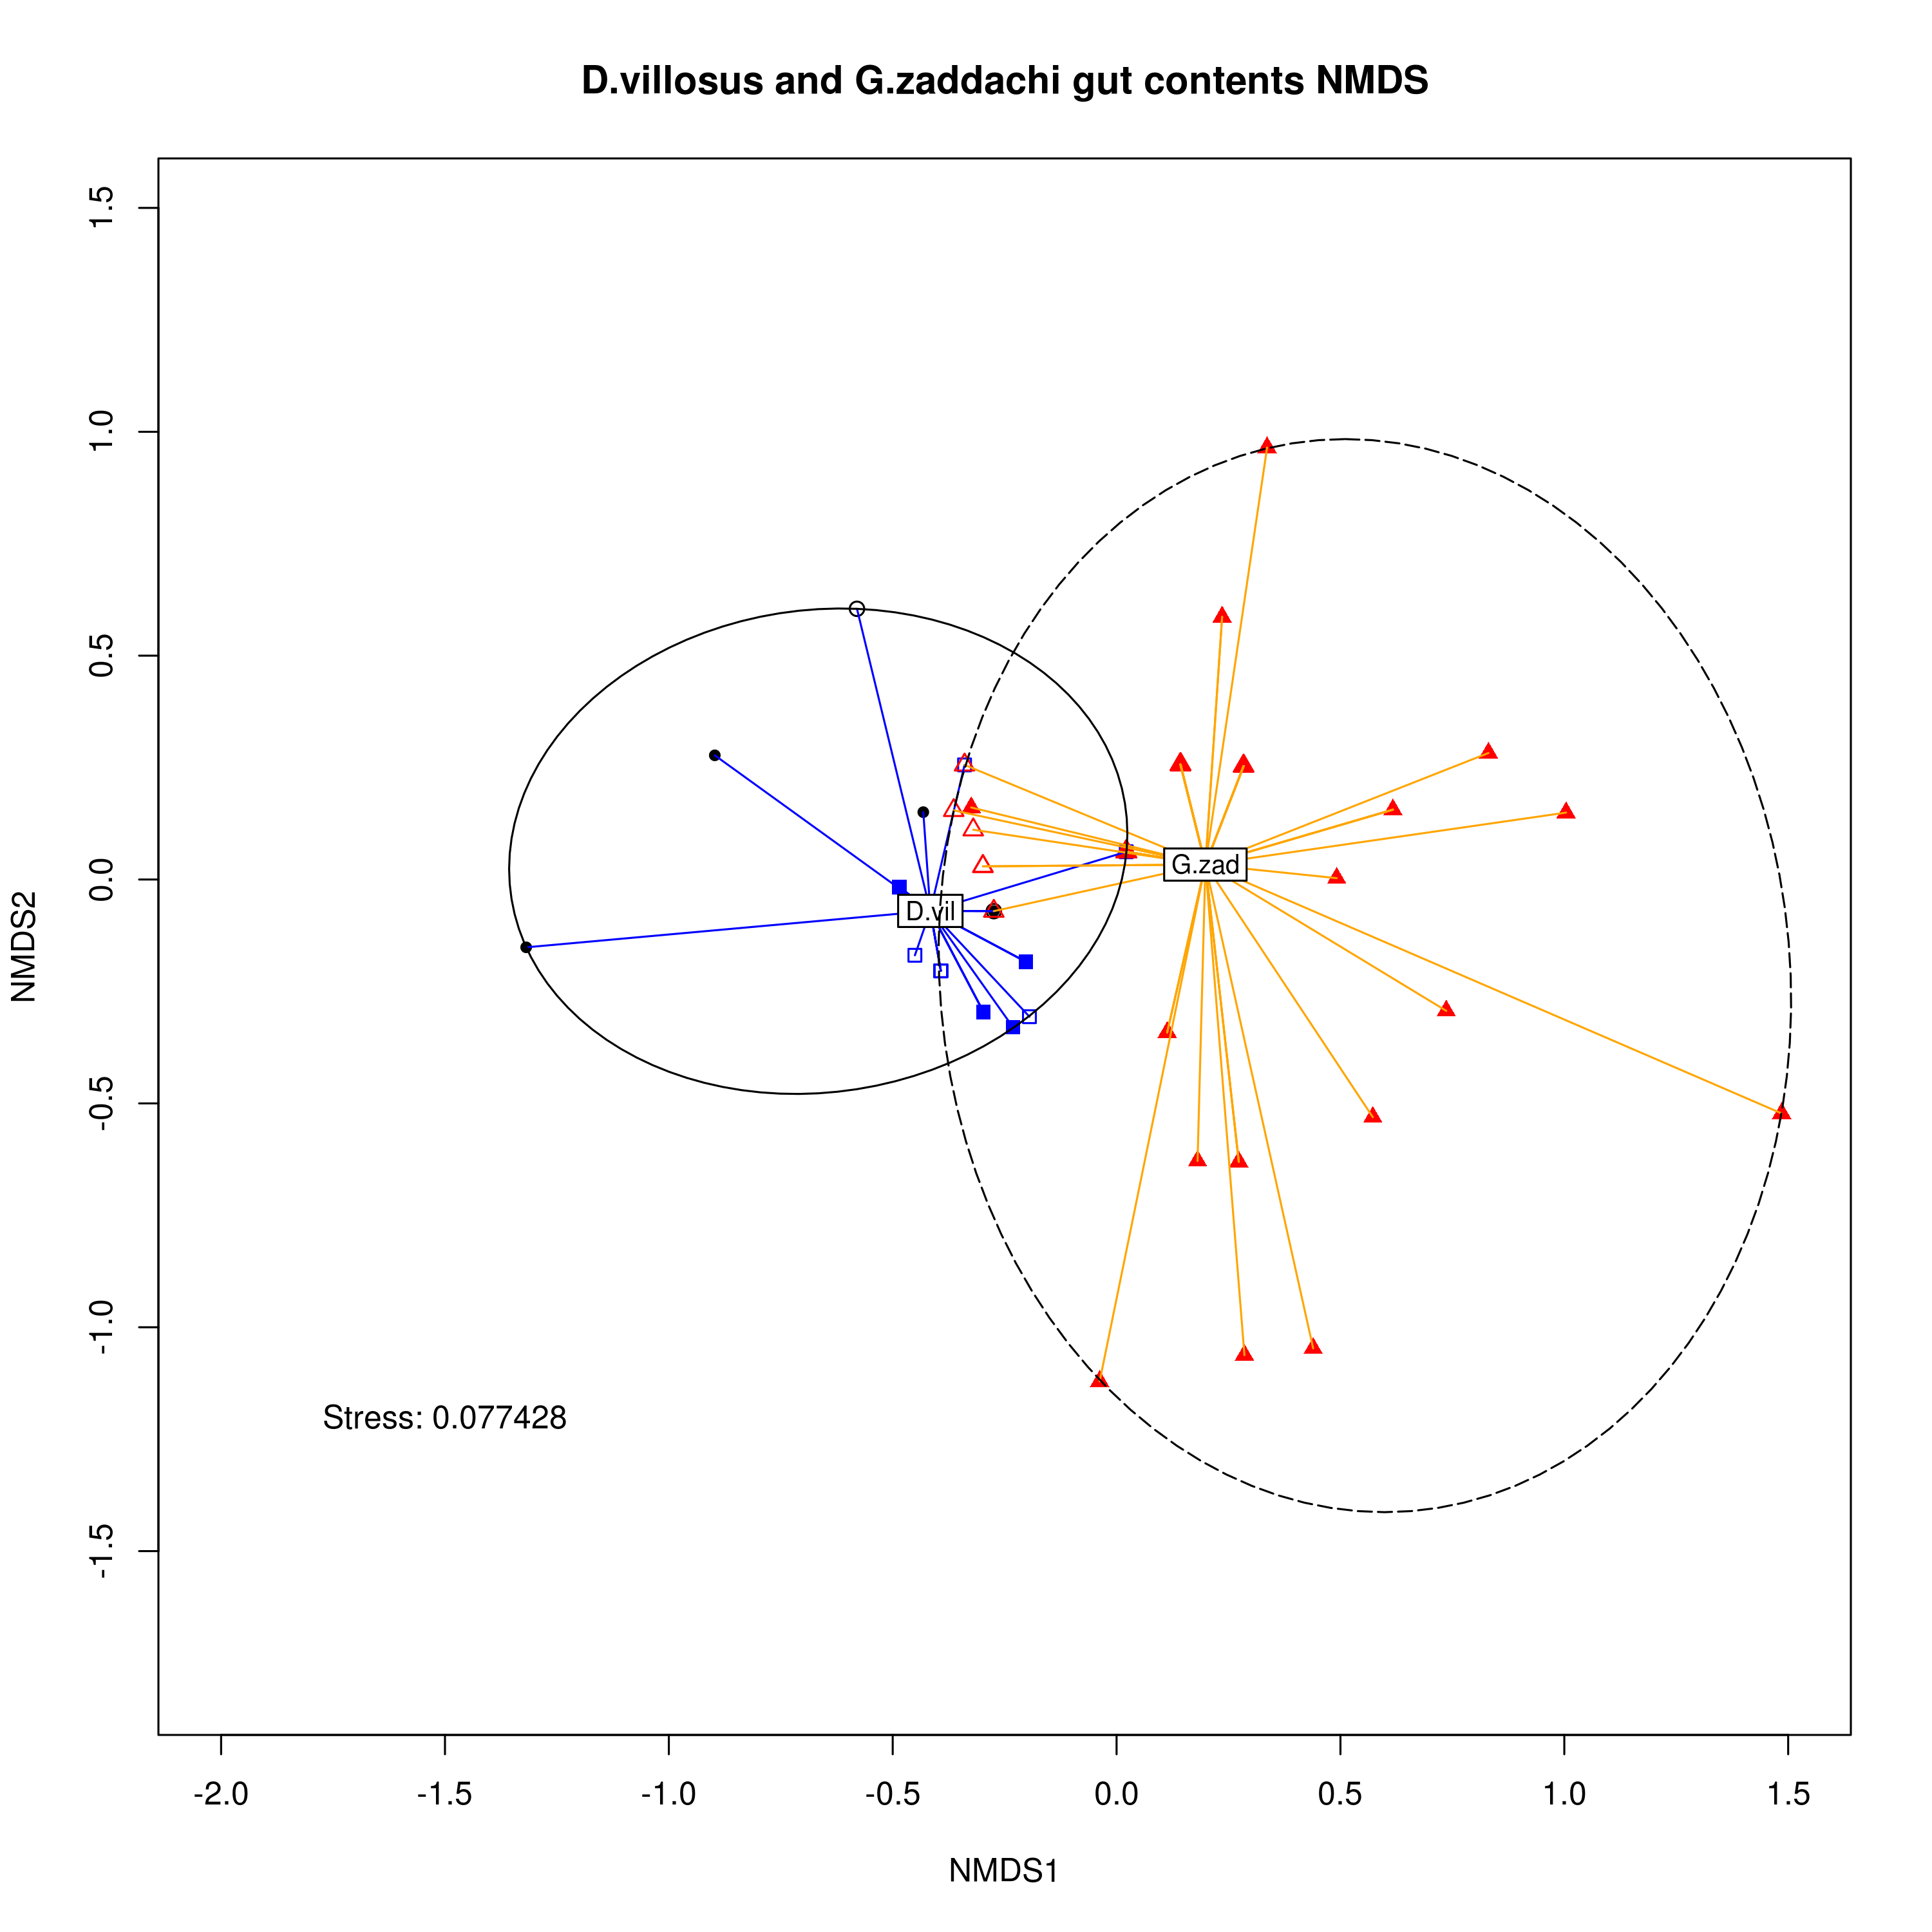 D.villosus and G.zaddachi gut contents NMDS
1.5
1.0
0.5
0.0
-0.5
-1.0
-1.5
NMDS2
G.zad
D.vil
Stress: 0.077428
-2.0 -1.5 -1.0 -0.5 0.0 0.5 1.0 1.5
NMDS1